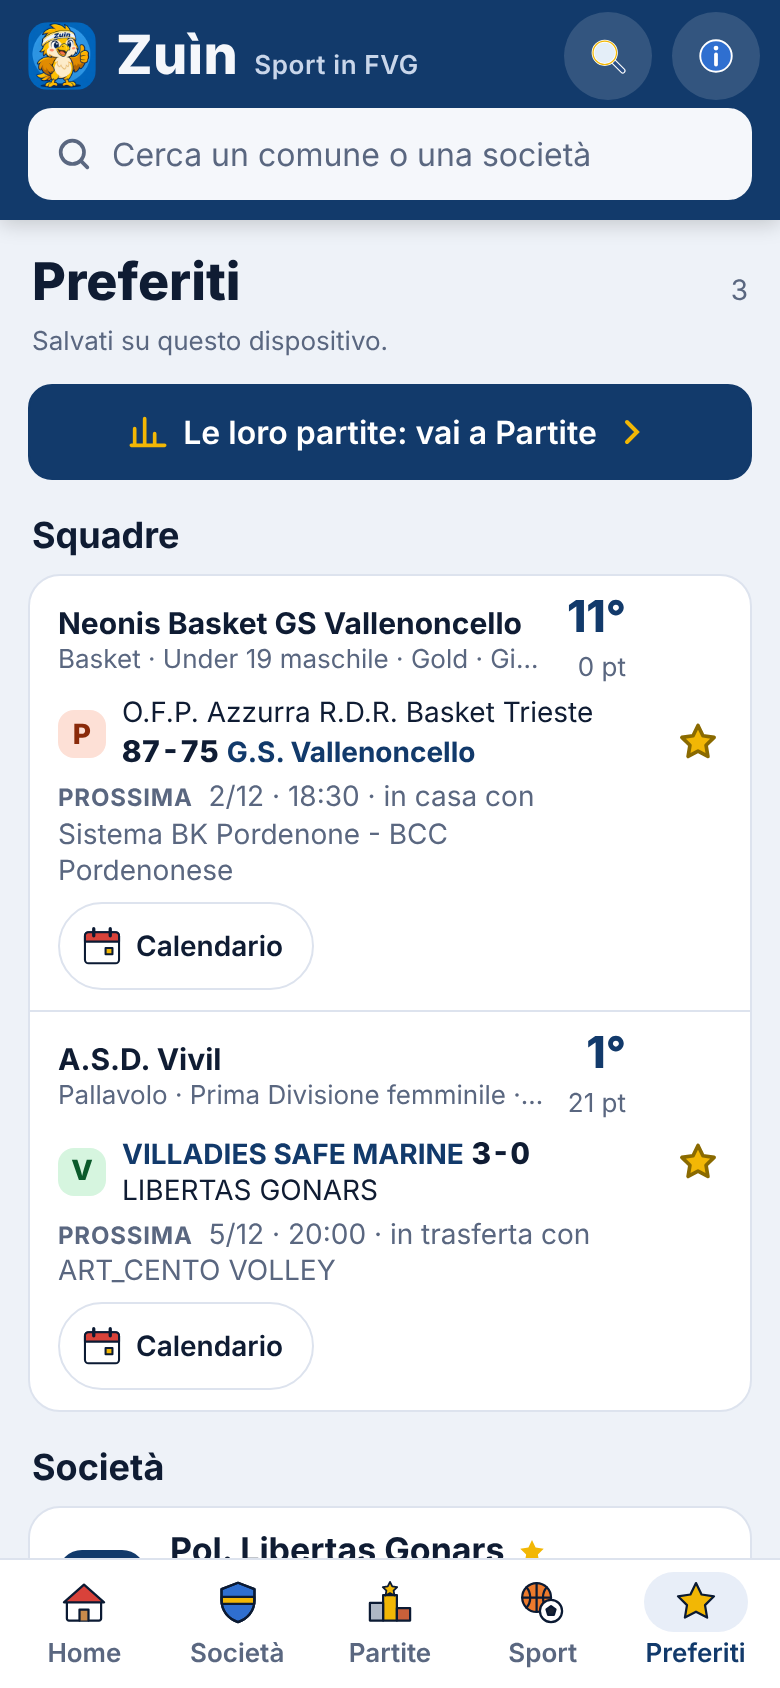 Zuìn Sport in FVG
Cerca un comune o una società
Preferiti 3
Salvati su questo dispositivo.
Le loro partite: vai a Partite
Squadre
Neonis Basket GS Vallenoncello 11°
Basket · Under 19 maschile · Gold · Gi... 0 pt
P O.F.P. Azzurra R.D.R. Basket Trieste
87-75 G.S. Vallenoncello
PROSSIMA 2/12 · 18:30 · in casa con
Sistema BK Pordenone - BCC
Pordenonese
Calendario
A.S.D. Vivil 1°
Pallavolo · Prima Divisione femminile ·... 21 pt
V VILLADIES SAFE MARINE 3-0
LIBERTAS GONARS
PROSSIMA 5/12 · 20:00 · in trasferta con
ART_CENTO VOLLEY
Calendario
Società
Pol. Libertas Gonars
Home Società Partite Sport Preferiti